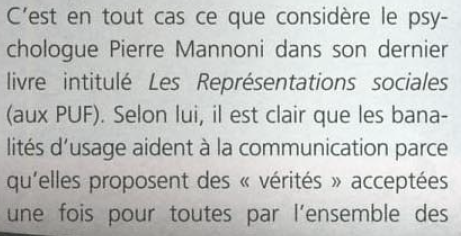 C'est en tout cas ce que considère le psy-
chologue Pierre Mannoni dans son dernier
livre intitulé Les Représentations sociales
(aux PUF). Selon lui, il est clair que les bana-
lités d'usage aident à la communication parce
qu'elles proposent des « vérités » acceptées
une fois pour toutes par l'ensemble des